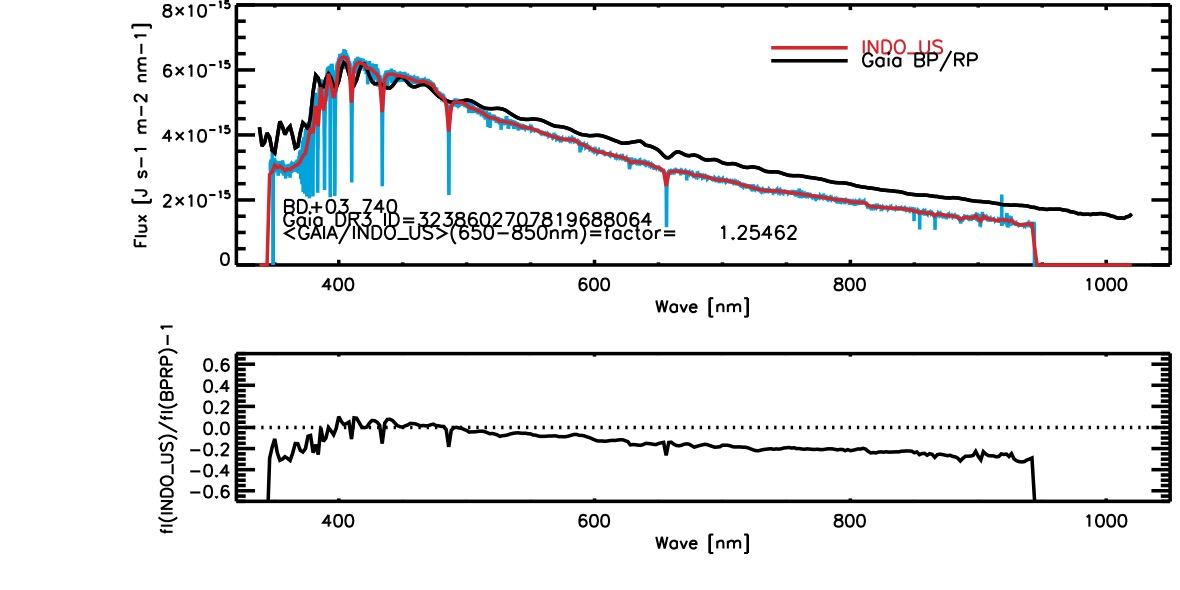 8×10⁻¹⁵
6×10⁻¹⁵
4×10⁻¹⁵
2×10⁻¹⁵
0
Flux [J s−1 m−2 nm−1]
INDO_US
Gaia BP/RP
BD+03_740
Gaia DR3_ID=3238602707819688064
<GAIA/INDO_US>(650−850nm)=factor= 1.25462
400 600 800 1000
Wave [nm]
fl(INDO_US)/fl(BPRP)−1
0.6
0.4
0.2
0.0
−0.2
−0.4
−0.6
400 600 800 1000
Wave [nm]